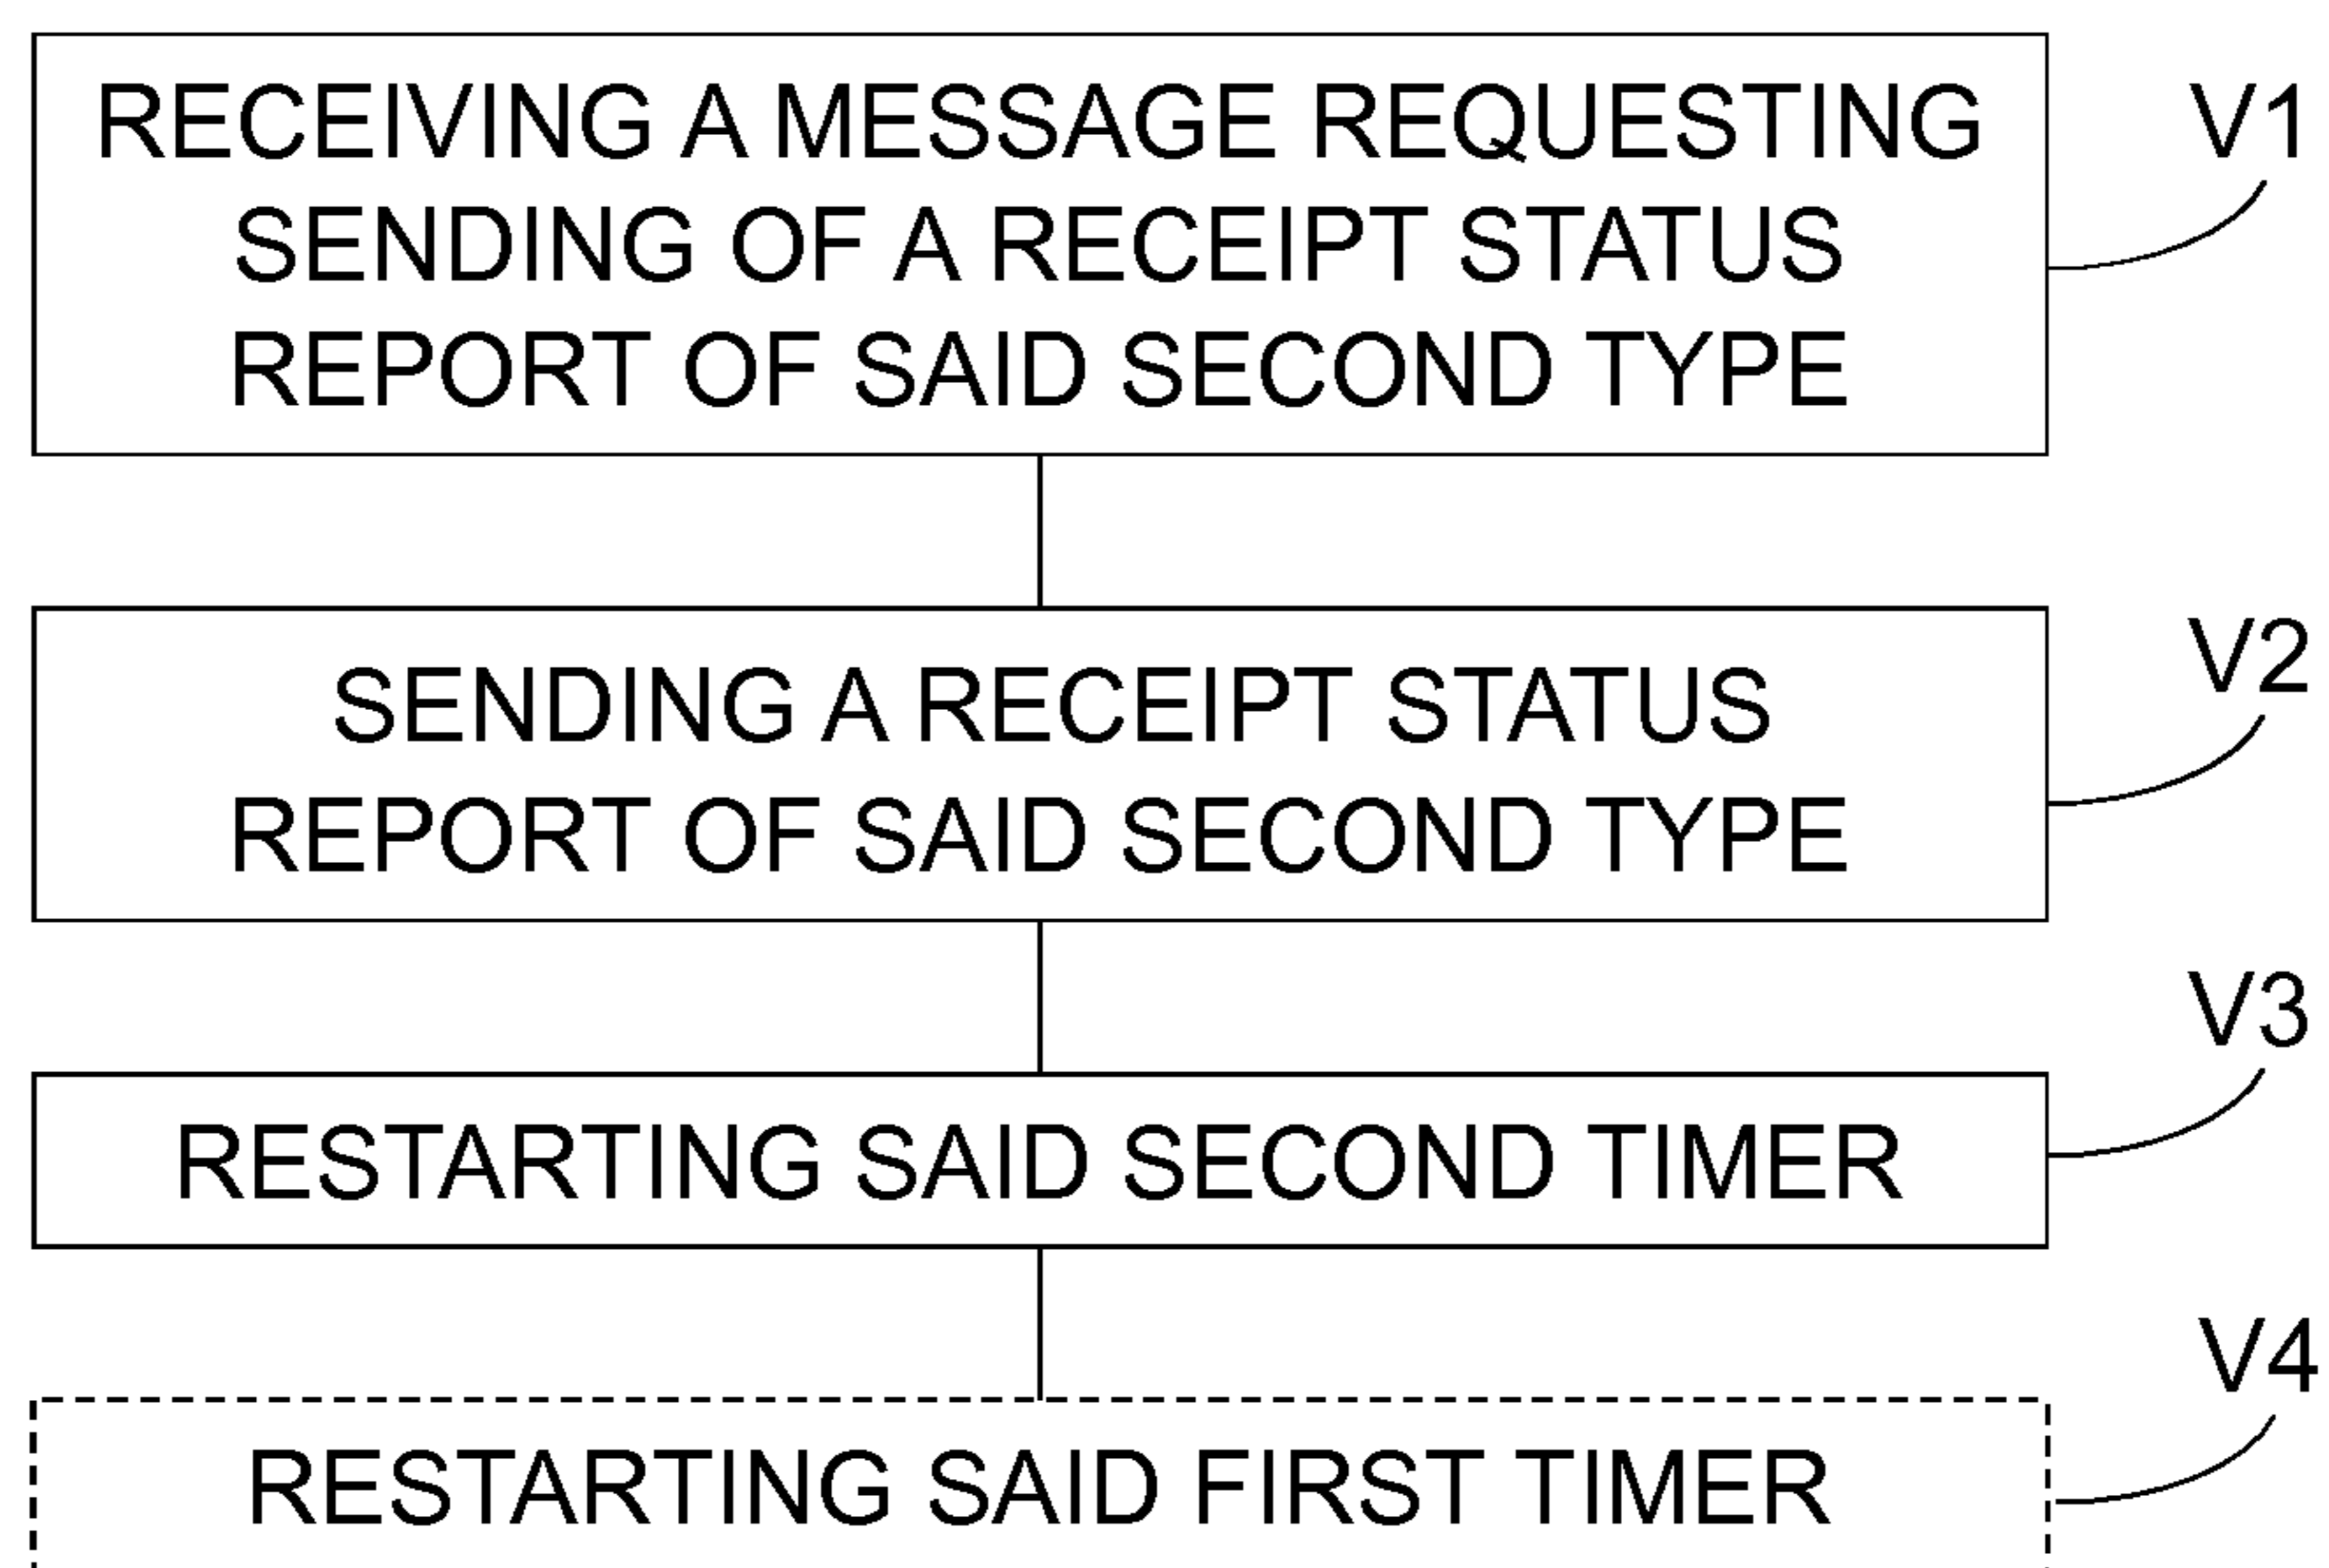 RECEIVING A MESSAGE REQUESTING
SENDING OF A RECEIPT STATUS
REPORT OF SAID SECOND TYPE
V1
SENDING A RECEIPT STATUS
REPORT OF SAID SECOND TYPE
V2
RESTARTING SAID SECOND TIMER
V3
RESTARTING SAID FIRST TIMER
V4